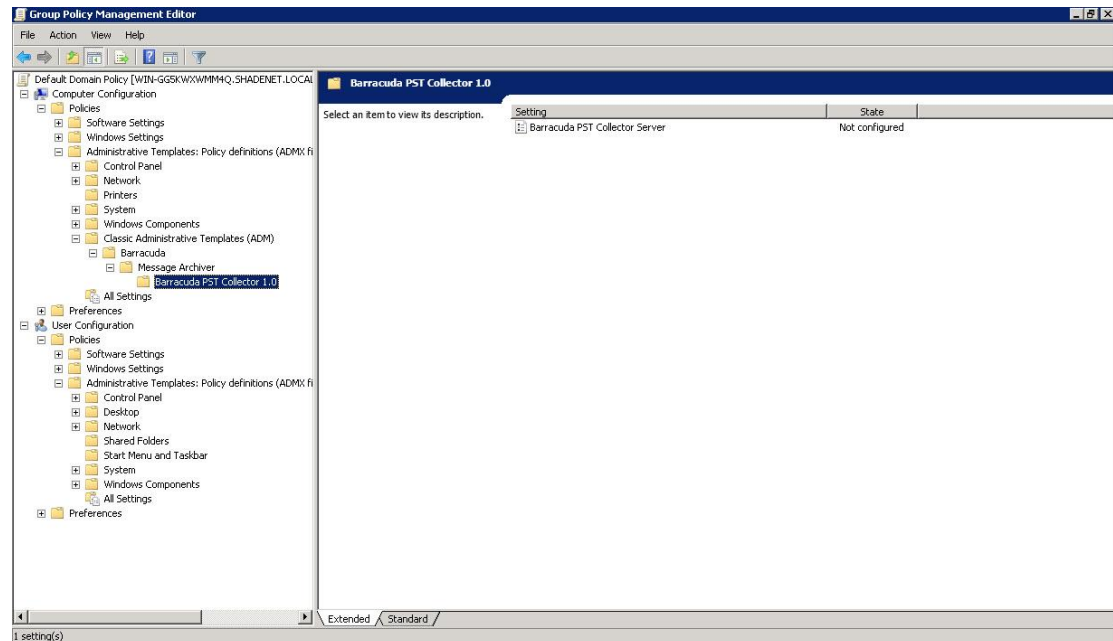 Group Policy Management Editor
File Action View Help
Default Domain Policy [WIN-GG5KWXWMM4Q.SHADENET.LOCAL
Computer Configuration
Policies
Software Settings
Windows Settings
Administrative Templates: Policy definitions (ADMX fi
Control Panel
Network
Printers
System
Windows Components
Classic Administrative Templates (ADM)
Barracuda
Message Archiver
Barracuda PST Collector 1.0
All Settings
Preferences
User Configuration
Policies
Software Settings
Windows Settings
Administrative Templates: Policy definitions (ADMX fi
Control Panel
Desktop
Network
Shared Folders
Start Menu and Taskbar
System
Windows Components
All Settings
Preferences
Barracuda PST Collector 1.0
Select an item to view its description.
Setting State
Barracuda PST Collector Server Not configured
Extended Standard
1 setting(s)